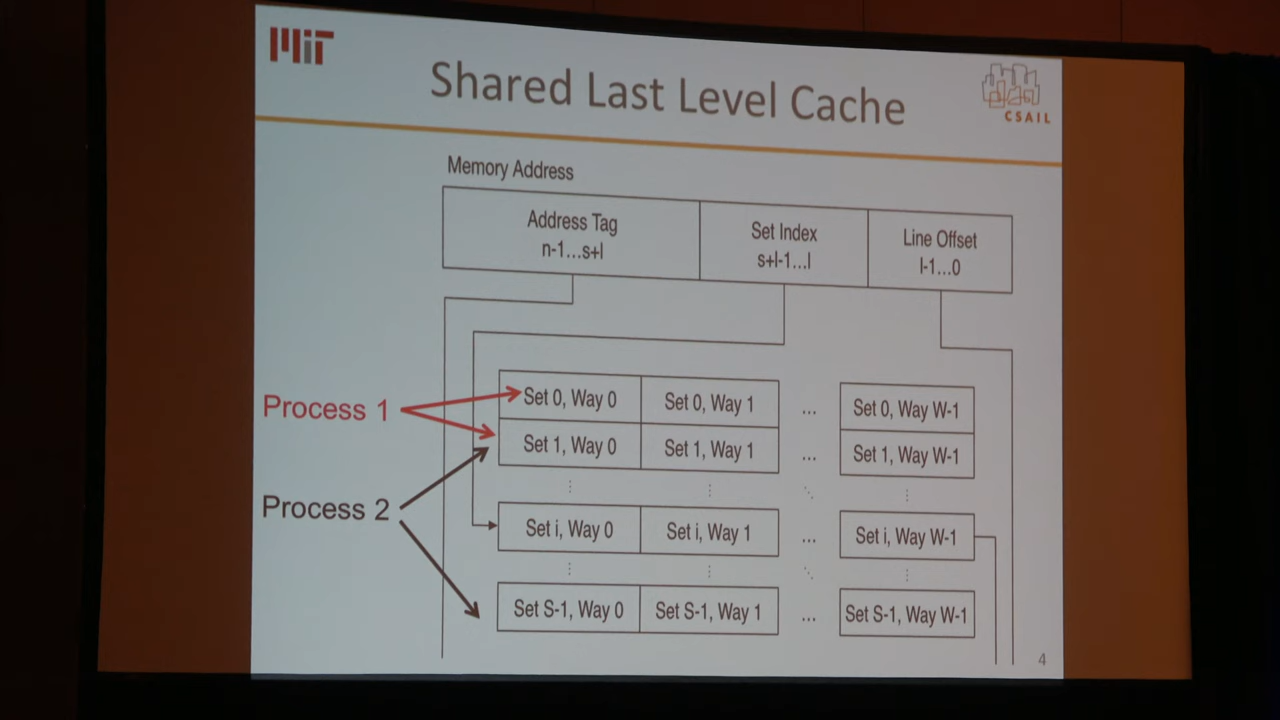 MIT
Shared Last Level Cache
CSAIL
Memory Address
Address Tag
n-1...s+l
Set Index
s+l-1...l
Line Offset
l-1...0
Process 1
Set 0, Way 0
Set 0, Way 1
...
Set 0, Way W-1
Set 1, Way 0
Set 1, Way 1
...
Set 1, Way W-1
Process 2
Set i, Way 0
Set i, Way 1
...
Set i, Way W-1
Set S-1, Way 0
Set S-1, Way 1
...
Set S-1, Way W-1
4